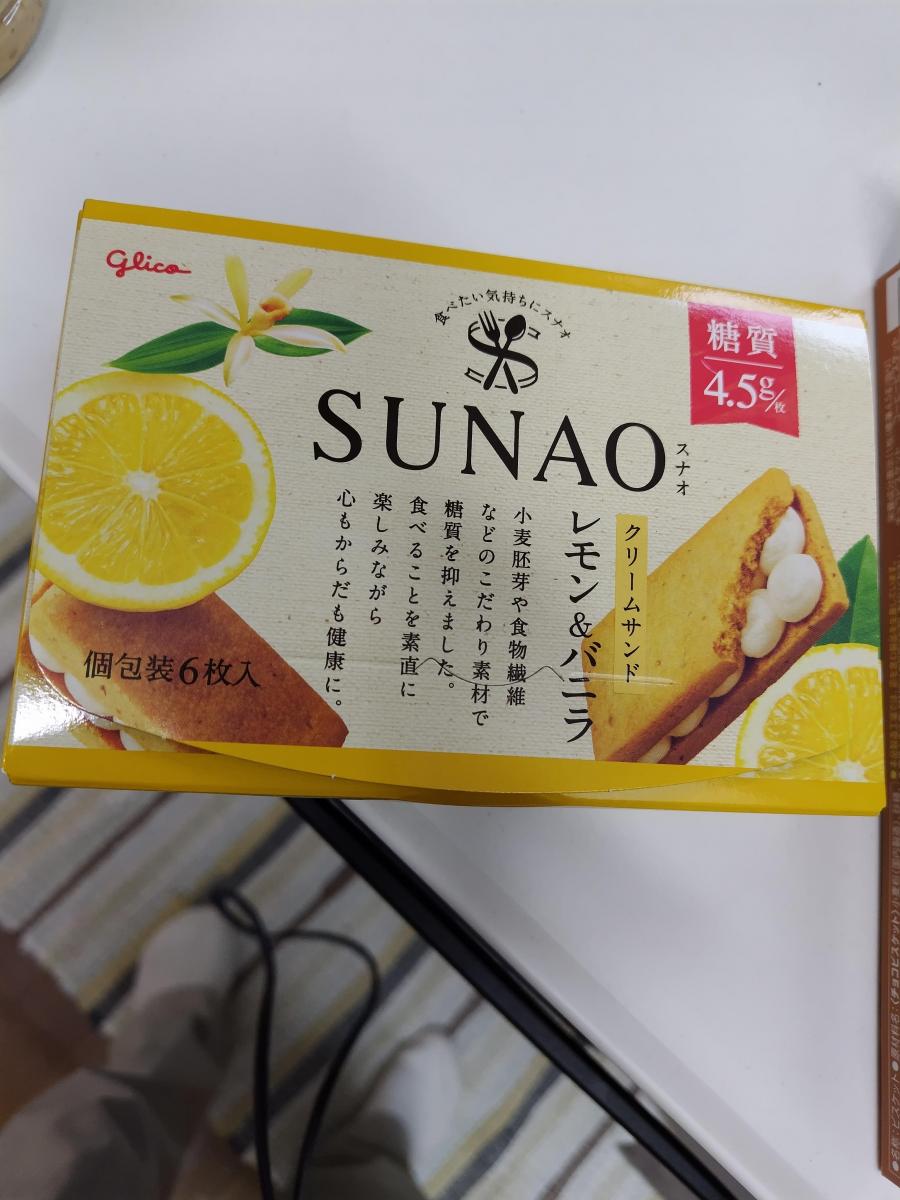 Glico
食べたい気持ちにスナオ
糖質
4.5g/枚
SUNAO
スナオ
クリームサンド
レモン&バニラ
小麦胚芽や食物繊維
などのこだわり素材で
糖質を抑えました。
食べることを素直に
楽しみながら
心もからだも健康に。
個包装6枚入